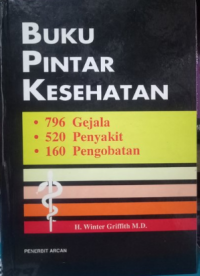 BUKU
PINTAR
KESEHATAN
• 796 Gejala
• 520 Penyakit
• 160 Pengobatan
H. Winter Griffith M.D.
PENERBIT ARCAN